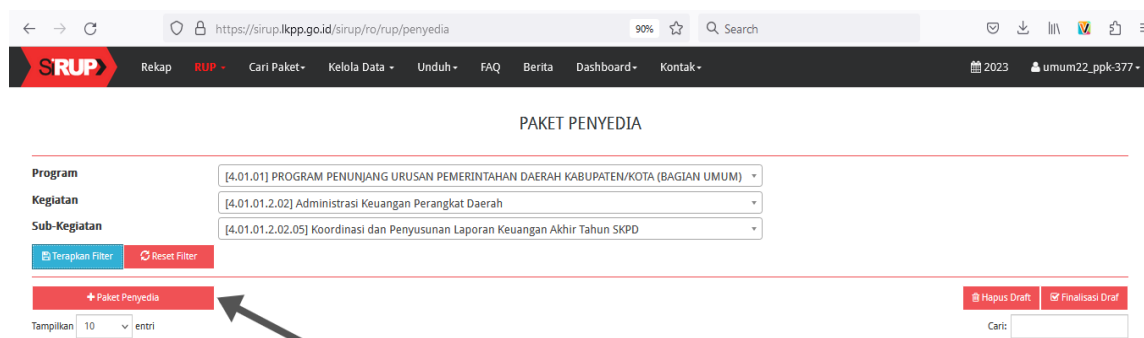 https://sirup.lkpp.go.id/sirup/ro/rup/penyedia 90% Search
SiRUP Rekap RUP Cari Paket Kelola Data Unduh FAQ Berita Dashboard Kontak 2023 umum22_ppk-377
PAKET PENYEDIA
Program [4.01.01] PROGRAM PENUNJANG URUSAN PEMERINTAHAN DAERAH KABUPATEN/KOTA (BAGIAN UMUM)
Kegiatan [4.01.01.2.02] Administrasi Keuangan Perangkat Daerah
Sub-Kegiatan [4.01.01.2.02.05] Koordinasi dan Penyusunan Laporan Keuangan Akhir Tahun SKPD
Terapkan Filter Reset Filter
+ Paket Penyedia Hapus Draft Finalisasi Draf
Tampilkan 10 entri Cari: